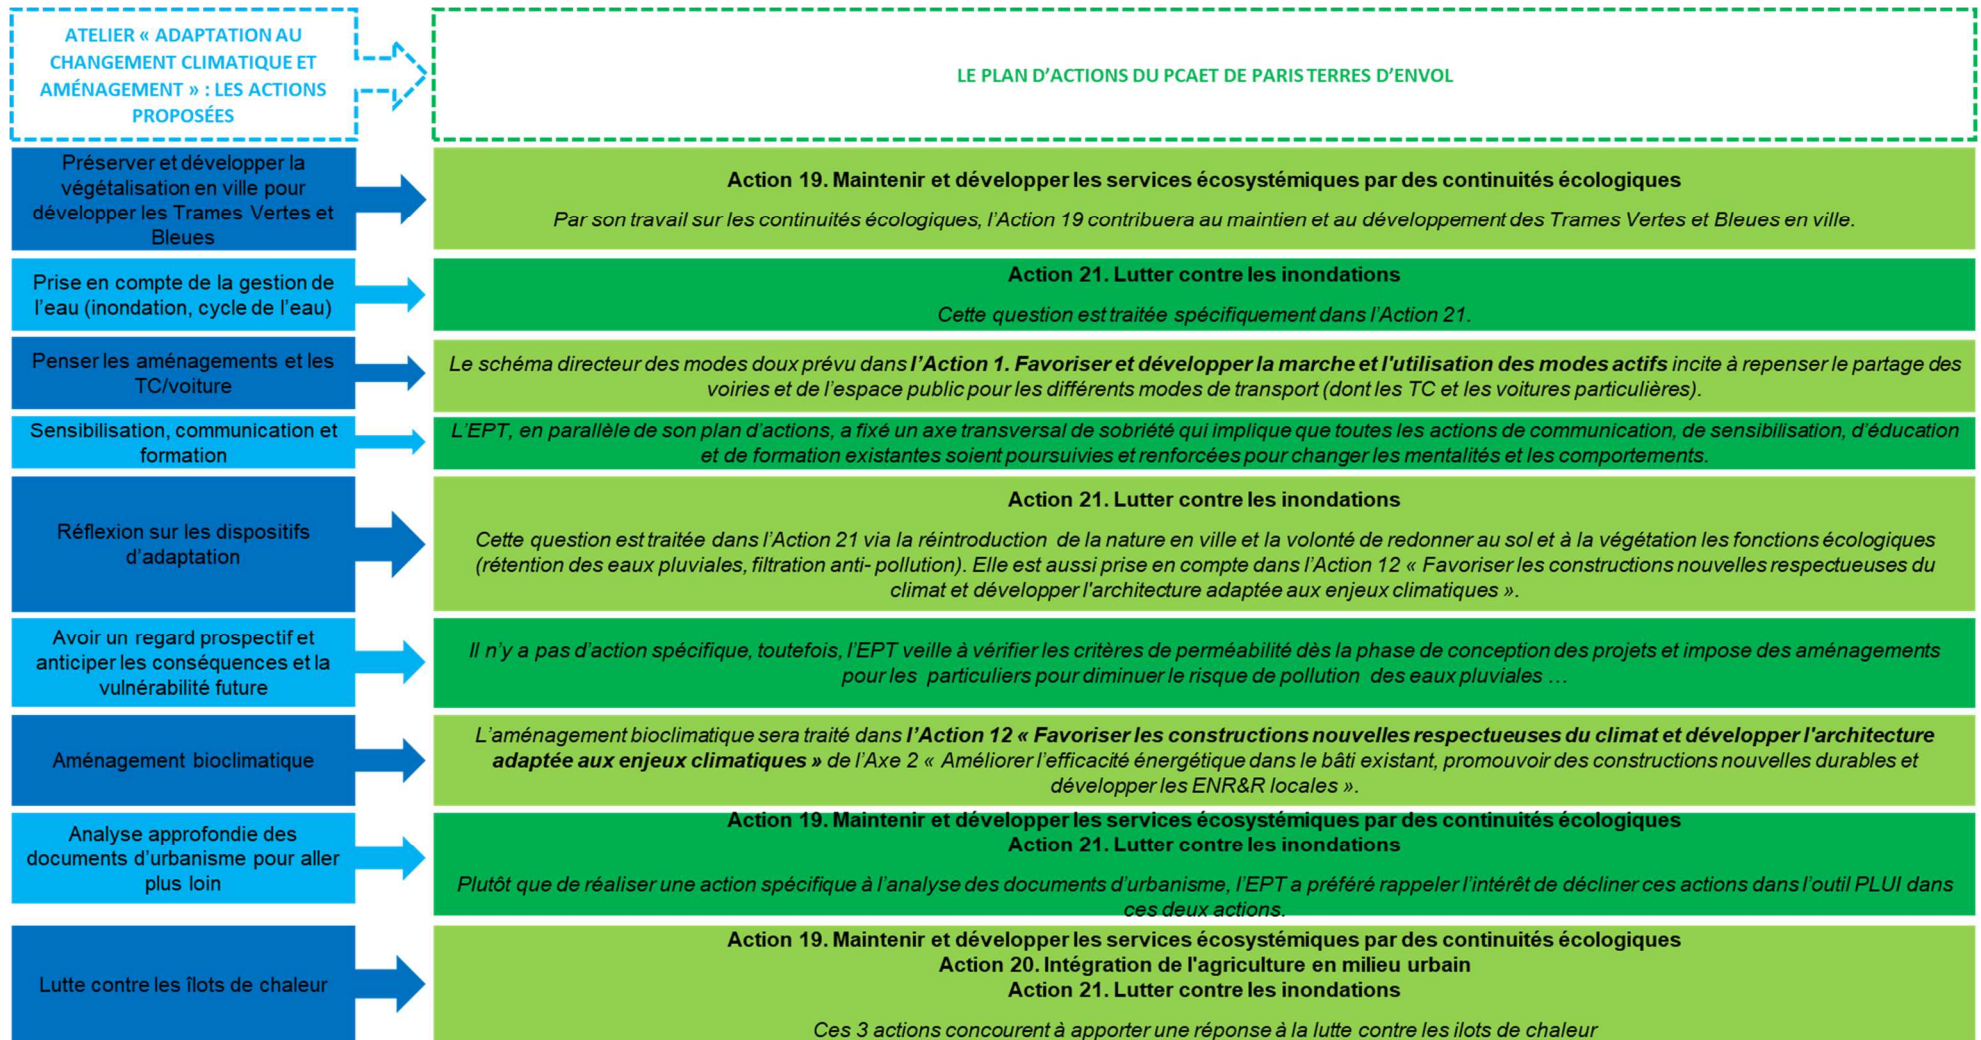 ATELIER « ADAPTATION AU
CHANGEMENT CLIMATIQUE ET
AMÉNAGEMENT » : LES ACTIONS
PROPOSÉES
LE PLAN D'ACTIONS DU PCAET DE PARIS TERRES D'ENVOL
Préserver et développer la
végétalisation en ville pour
développer les Trames Vertes et
Bleues
Action 19. Maintenir et développer les services écosystémiques par des continuités écologiques
Par son travail sur les continuités écologiques, l'Action 19 contribuera au maintien et au développement des Trames Vertes et Bleues en ville.
Prise en compte de la gestion de
l'eau (inondation, cycle de l'eau)
Action 21. Lutter contre les inondations
Cette question est traitée spécifiquement dans l'Action 21.
Penser les aménagements et les
TC/voiture
Le schéma directeur des modes doux prévu dans l'Action 1. Favoriser et développer la marche et l'utilisation des modes actifs incite à repenser le partage des
voiries et de l'espace public pour les différents modes de transport (dont les TC et les voitures particulières).
Sensibilisation, communication et
formation
L'EPT, en parallèle de son plan d'actions, a fixé un axe transversal de sobriété qui implique que toutes les actions de communication, de sensibilisation, d'éducation
et de formation existantes soient poursuivies et renforcées pour changer les mentalités et les comportements.
Réflexion sur les dispositifs
d'adaptation
Action 21. Lutter contre les inondations
Cette question est traitée dans l'Action 21 via la réintroduction de la nature en ville et la volonté de redonner au sol et à la végétation les fonctions écologiques
(rétention des eaux pluviales, filtration anti- pollution). Elle est aussi prise en compte dans l'Action 12 « Favoriser les constructions nouvelles respectueuses du
climat et développer l'architecture adaptée aux enjeux climatiques ».
Avoir un regard prospectif et
anticiper les conséquences et la
vulnérabilité future
Il n'y a pas d'action spécifique, toutefois, l'EPT veille à vérifier les critères de perméabilité dès la phase de conception des projets et impose des aménagements
pour les particuliers pour diminuer le risque de pollution des eaux pluviales …
Aménagement bioclimatique
L'aménagement bioclimatique sera traité dans l'Action 12 « Favoriser les constructions nouvelles respectueuses du climat et développer l'architecture
adaptée aux enjeux climatiques » de l'Axe 2 « Améliorer l'efficacité énergétique dans le bâti existant, promouvoir des constructions nouvelles durables et
développer les ENR&R locales ».
Analyse approfondie des
documents d'urbanisme pour aller
plus loin
Action 19. Maintenir et développer les services écosystémiques par des continuités écologiques
Action 21. Lutter contre les inondations
Plutôt que de réaliser une action spécifique à l'analyse des documents d'urbanisme, l'EPT a préféré rappeler l'intérêt de décliner ces actions dans l'outil PLUI dans
ces deux actions.
Lutte contre les îlots de chaleur
Action 19. Maintenir et développer les services écosystémiques par des continuités écologiques
Action 20. Intégration de l'agriculture en milieu urbain
Action 21. Lutter contre les inondations
Ces 3 actions concourent à apporter une réponse à la lutte contre les ilots de chaleur